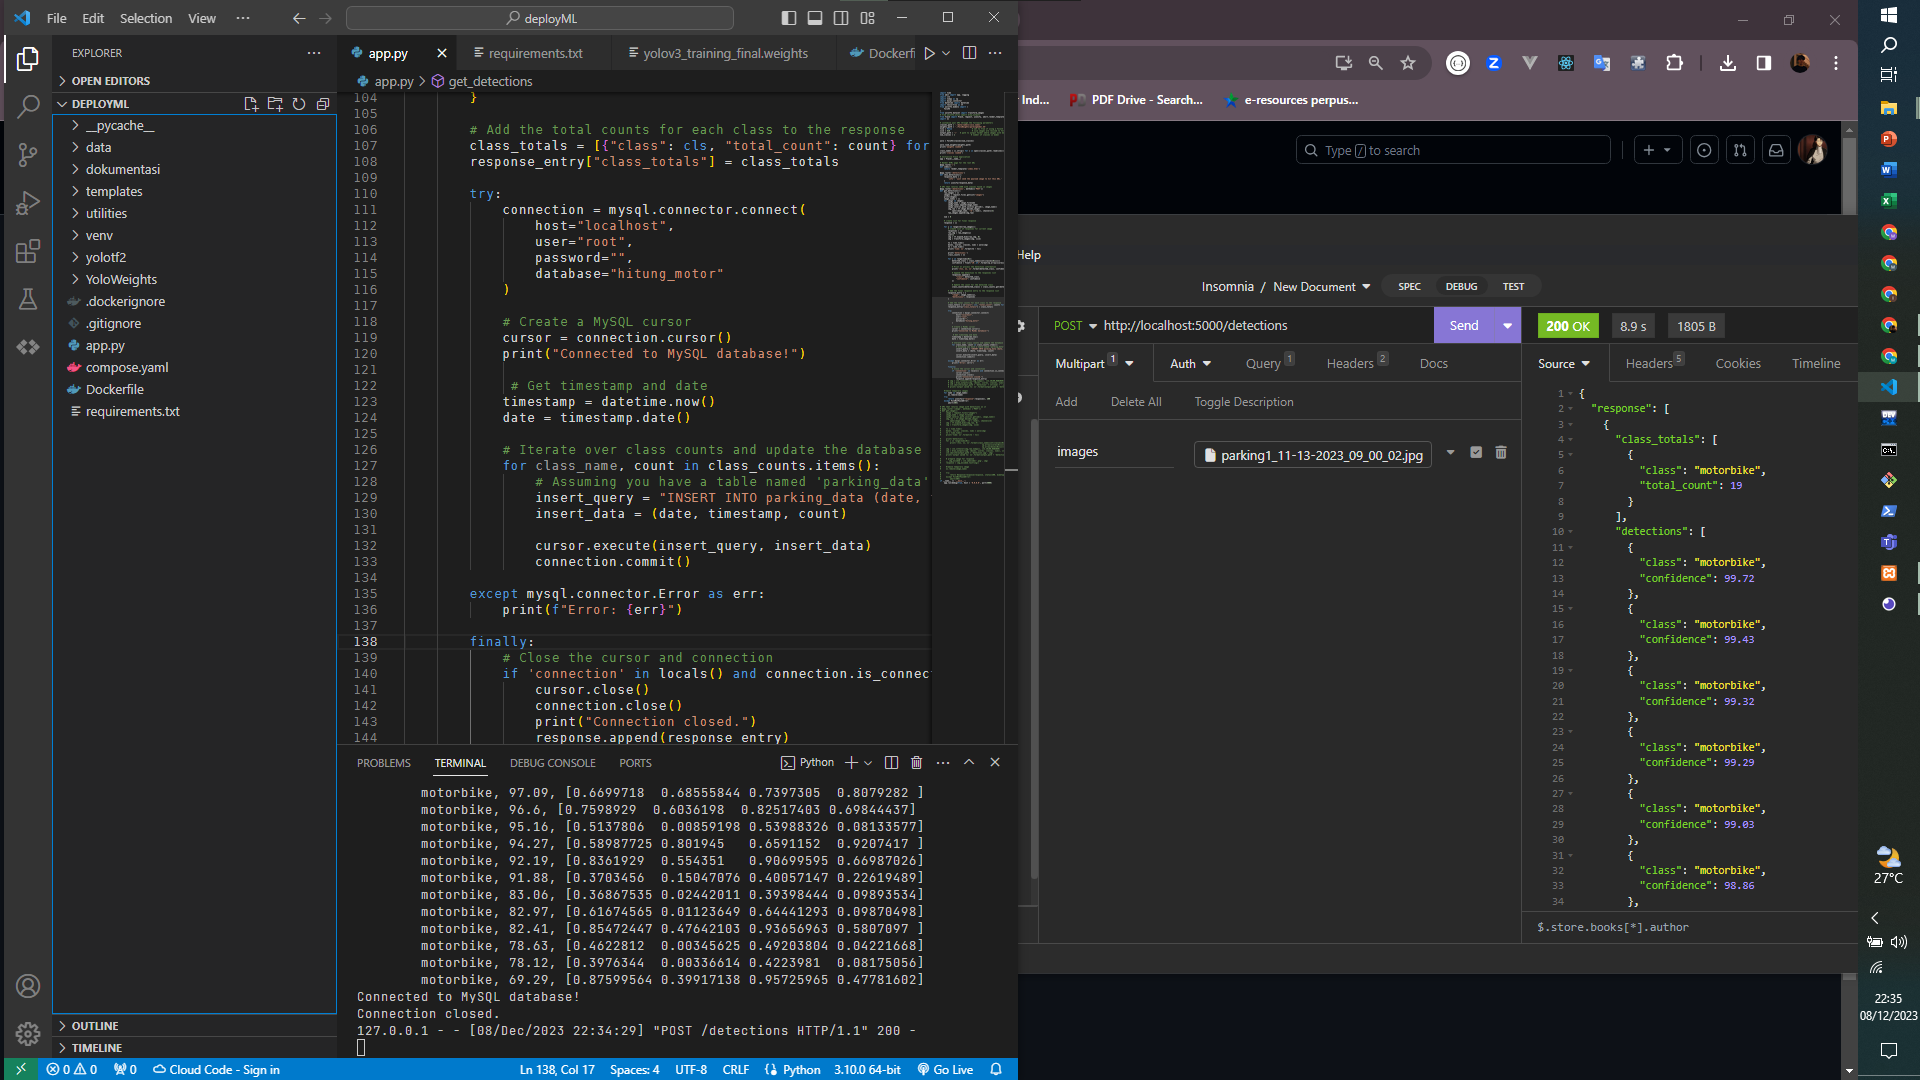 File Edit Selection View ···
deployML
EXPLORER
OPEN EDITORS
DEPLOYML
__pycache__
data
dokumentasi
templates
utilities
venv
yolotf2
YoloWeights
.dockerignore
.gitignore
app.py
compose.yaml
Dockerfile
requirements.txt
OUTLINE
TIMELINE
app.py requirements.txt yolov3_training_final.weights Dockerfi
app.py > get_detections
104 }
105
106 # Add the total counts for each class to the response
107 class_totals = [{"class": cls, "total_count": count} for
108 response_entry["class_totals"] = class_totals
109
110 try:
111 connection = mysql.connector.connect(
112 host="localhost",
113 user="root",
114 password="",
115 database="hitung_motor"
116 )
117
118 # Create a MySQL cursor
119 cursor = connection.cursor()
120 print("Connected to MySQL database!")
121
122 # Get timestamp and date
123 timestamp = datetime.now()
124 date = timestamp.date()
125
126 # Iterate over class counts and update the database
127 for class_name, count in class_counts.items():
128 # Assuming you have a table named 'parking_data'
129 insert_query = "INSERT INTO parking_data (date,
130 insert_data = (date, timestamp, count)
131
132 cursor.execute(insert_query, insert_data)
133 connection.commit()
134
135 except mysql.connector.Error as err:
136 print(f"Error: {err}")
137
138 finally:
139 # Close the cursor and connection
140 if 'connection' in locals() and connection.is_connec
141 cursor.close()
142 connection.close()
143 print("Connection closed.")
144 response.append(response_entry)
PROBLEMS TERMINAL DEBUG CONSOLE PORTS Python
motorbike, 97.09, [0.6699718 0.68555844 0.7397305 0.8079282 ]
motorbike, 96.6, [0.7598929 0.6036198 0.82517403 0.69844437]
motorbike, 95.16, [0.5137806 0.00859198 0.53988326 0.08133577]
motorbike, 94.27, [0.58987725 0.801945 0.6591152 0.9207417 ]
motorbike, 92.19, [0.8361929 0.554351 0.90699595 0.66987026]
motorbike, 91.88, [0.3703456 0.15047076 0.40057147 0.22619489]
motorbike, 83.06, [0.36867535 0.02442011 0.39398444 0.09893534]
motorbike, 82.97, [0.61674565 0.01123649 0.64441293 0.09870498]
motorbike, 82.41, [0.85472447 0.47642103 0.93656963 0.5807097 ]
motorbike, 78.63, [0.4622812 0.00345625 0.49203804 0.04221668]
motorbike, 78.12, [0.3976344 0.00336614 0.4223981 0.08175056]
motorbike, 69.29, [0.87599564 0.39917138 0.95725965 0.47781602]
Connected to MySQL database!
Connection closed.
127.0.0.1 - - [08/Dec/2023 22:34:29] "POST /detections HTTP/1.1" 200 -
0 0 0 Cloud Code - Sign in Ln 138, Col 17 Spaces: 4 UTF-8 CRLF Python 3.10.0 64-bit Go Live
Ind... PDF Drive - Search... e-resources perpus...
Type / to search
Help
Insomnia / New Document SPEC DEBUG TEST
POST http://localhost:5000/detections Send 200 OK 8.9 s 1805 B
Multipart 1 Auth Query 1 Headers 2 Docs
Add Delete All Toggle Description
images parking1_11-13-2023_09_00_02.jpg
Source Headers 5 Cookies Timeline
1 {
2 "response": [
3 {
4 "class_totals": [
5 {
6 "class": "motorbike",
7 "total_count": 19
8 }
9 ],
10 "detections": [
11 {
12 "class": "motorbike",
13 "confidence": 99.72
14 },
15 {
16 "class": "motorbike",
17 "confidence": 99.43
18 },
19 {
20 "class": "motorbike",
21 "confidence": 99.32
22 },
23 {
24 "class": "motorbike",
25 "confidence": 99.29
26 },
27 {
28 "class": "motorbike",
29 "confidence": 99.03
30 },
31 {
32 "class": "motorbike",
33 "confidence": 98.86
34 },
$.store.books[*].author
27°C
22:35
08/12/2023